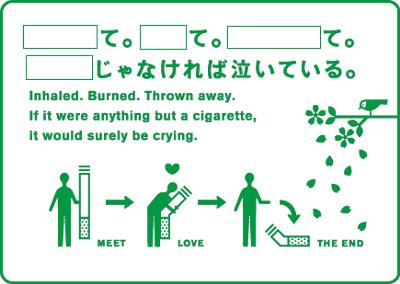 て。 て。 て。
じゃなければ泣いている。
Inhaled. Burned. Thrown away.
If it were anything but a cigarette,
it would surely be crying.
MEET LOVE THE END